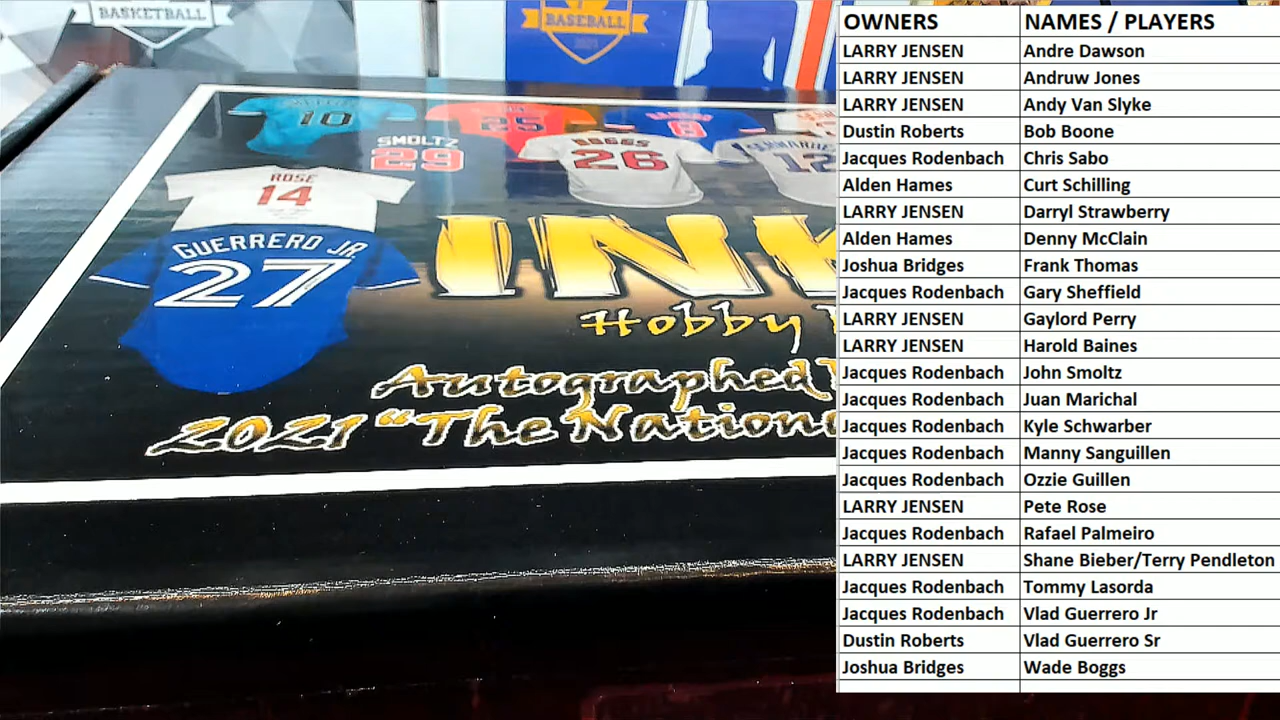 BASKETBALL
BASEBALL
2021
10
25
SMOLTZ
29
BOGGS
26
12
ROSE
14
GUERRERO JR.
27
INK
Hobby
Autographed
2021 "The Nationa
OWNERS NAMES / PLAYERS
LARRY JENSEN Andre Dawson
LARRY JENSEN Andruw Jones
LARRY JENSEN Andy Van Slyke
Dustin Roberts Bob Boone
Jacques Rodenbach Chris Sabo
Alden Hames Curt Schilling
LARRY JENSEN Darryl Strawberry
Alden Hames Denny McClain
Joshua Bridges Frank Thomas
Jacques Rodenbach Gary Sheffield
LARRY JENSEN Gaylord Perry
LARRY JENSEN Harold Baines
Jacques Rodenbach John Smoltz
Jacques Rodenbach Juan Marichal
Jacques Rodenbach Kyle Schwarber
Jacques Rodenbach Manny Sanguillen
Jacques Rodenbach Ozzie Guillen
LARRY JENSEN Pete Rose
Jacques Rodenbach Rafael Palmeiro
LARRY JENSEN Shane Bieber/Terry Pendleton
Jacques Rodenbach Tommy Lasorda
Jacques Rodenbach Vlad Guerrero Jr
Dustin Roberts Vlad Guerrero Sr
Joshua Bridges Wade Boggs